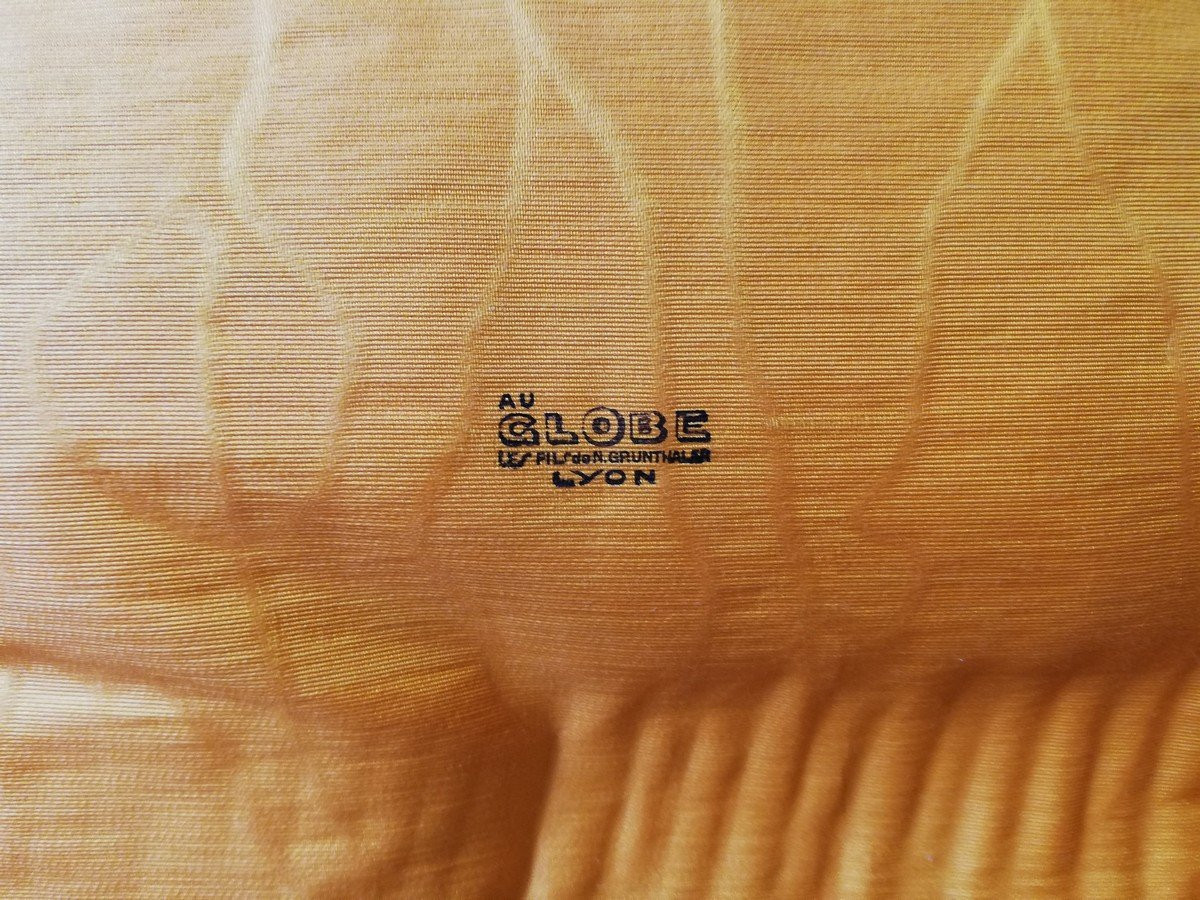 AU
GLOBE
LES FILS de N. GRUNTHALER
LYON